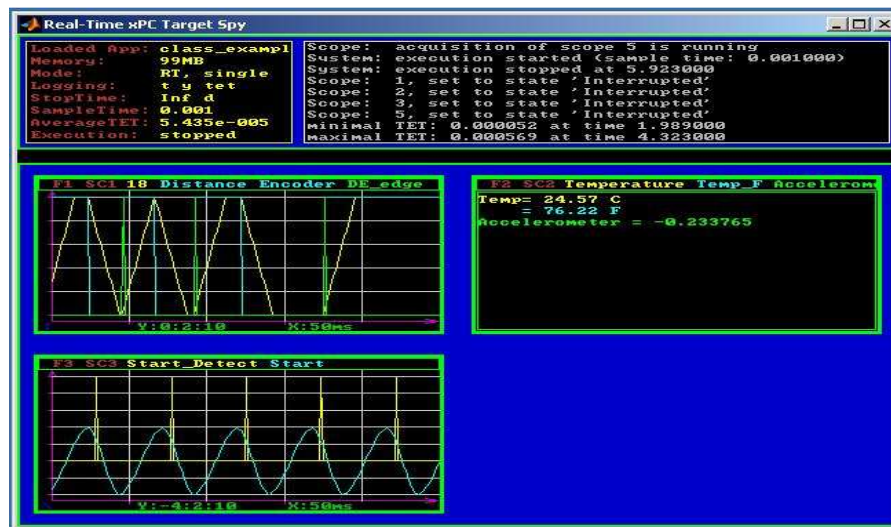 Real-Time xPC Target Spy
Loaded App: class_exampl
Memory: 99MB
Mode: RT, single
Logging: t y tet
StopTime: Inf d
SampleTime: 0.001
AverageTET: 5.435e-005
Execution: stopped
Scope: acquisition of scope 5 is running
System: execution started (sample time: 0.001000)
System: execution stopped at 5.923000
Scope: 1, set to state 'Interrupted'
Scope: 2, set to state 'Interrupted'
Scope: 3, set to state 'Interrupted'
Scope: 5, set to state 'Interrupted'
minimal TET: 0.000052 at time 1.989000
maximal TET: 0.000569 at time 4.323000
F1 SC1 18 Distance Encoder DE_edge
Y:0:2:10 X:50ms
F2 SC2 Temperature Temp_F Accelerome
Temp= 24.57 C
= 76.22 F
Accelerometer = -0.233765
F3 SC3 Start_Detect Start
Y:-4:2:10 X:50ms